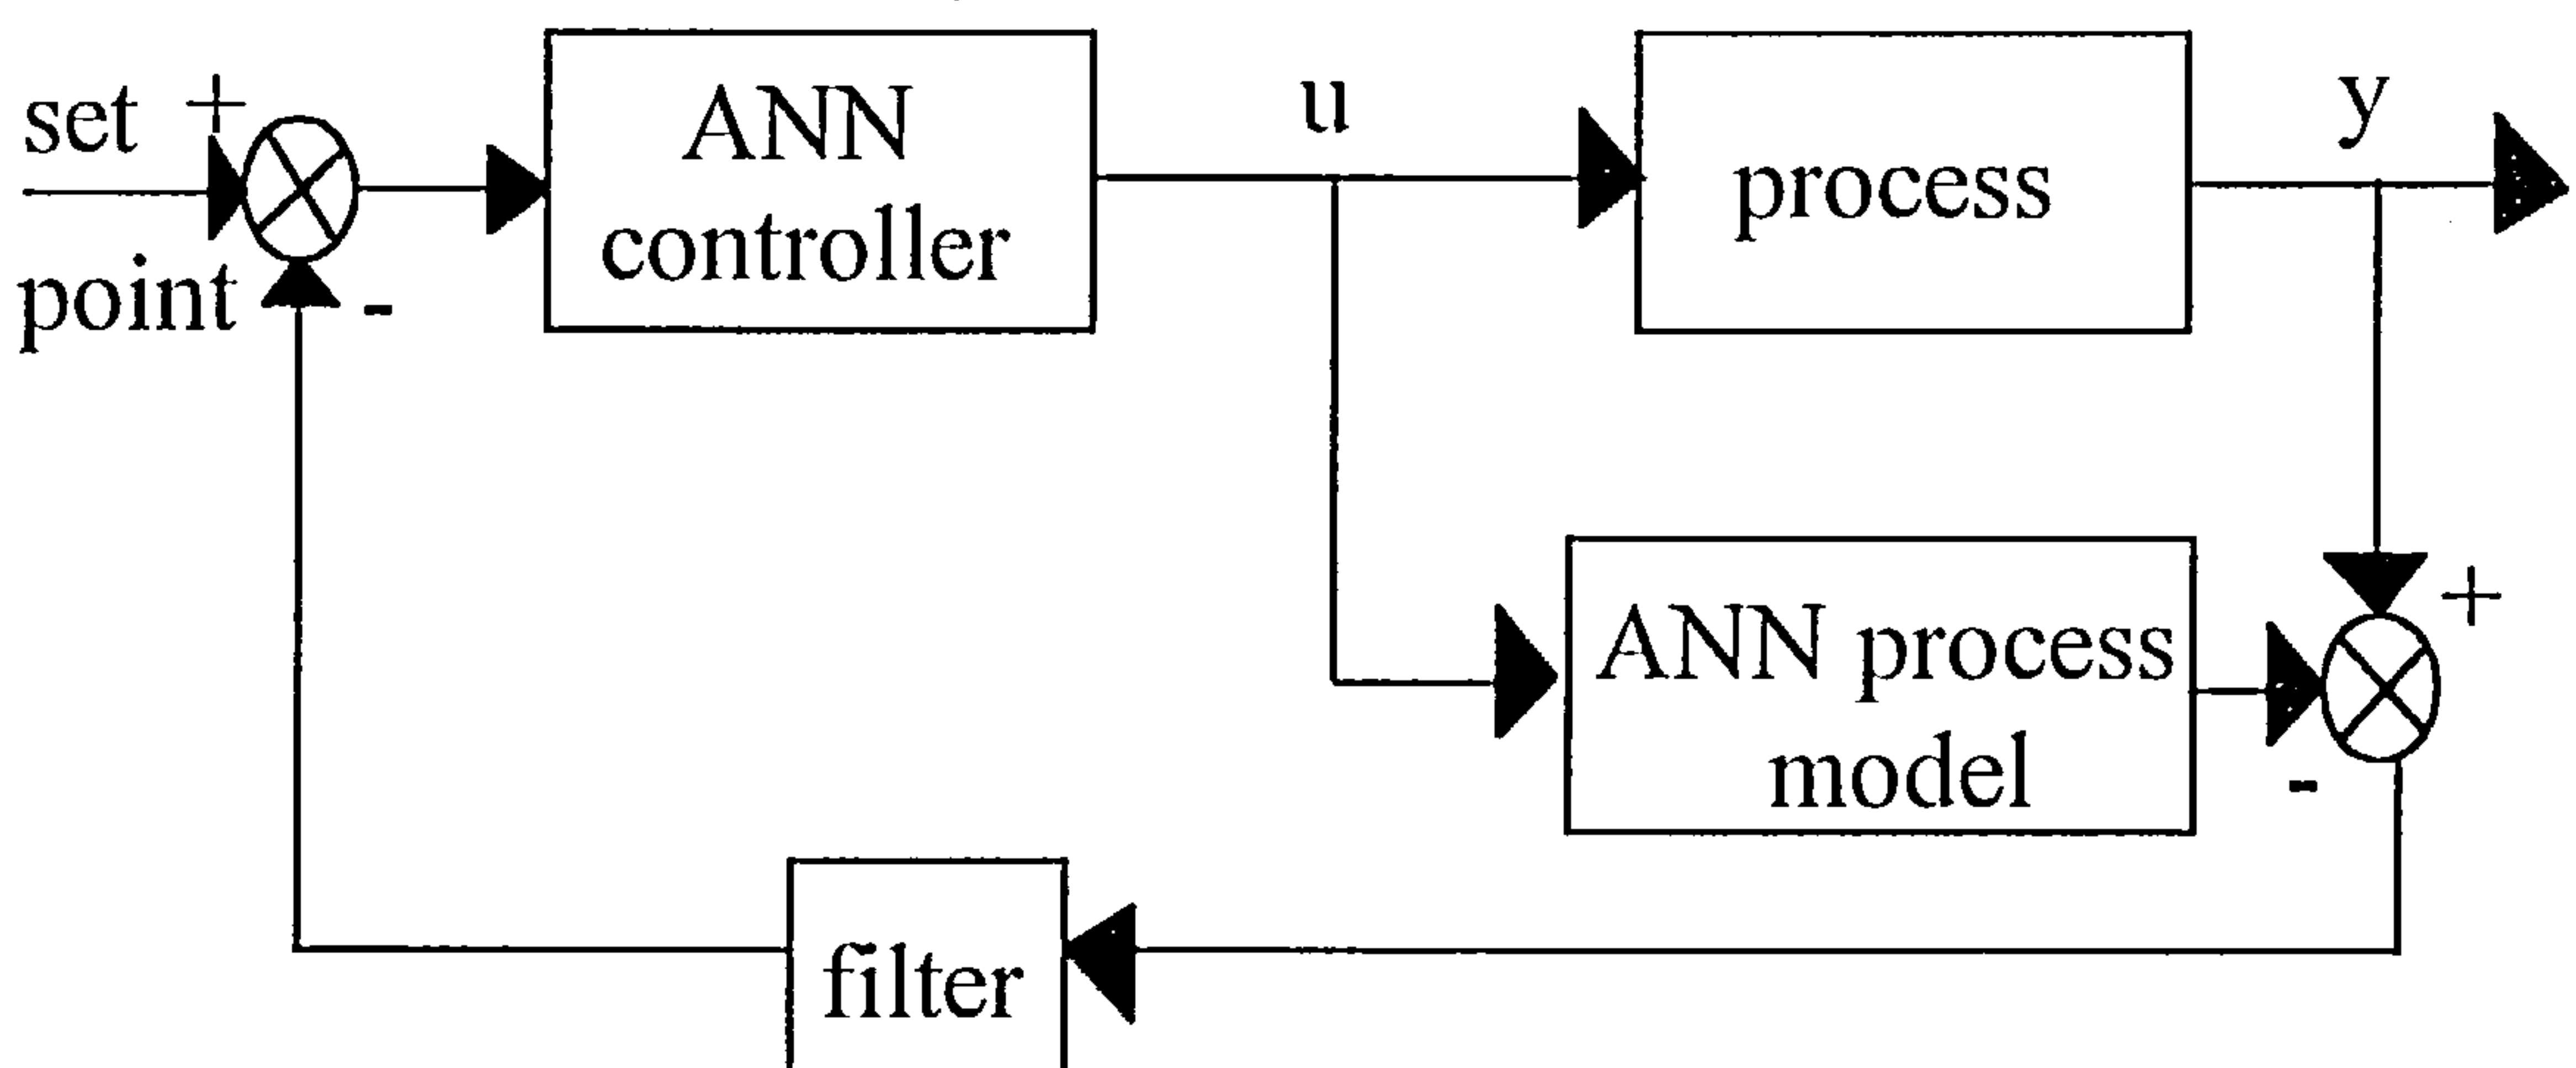 set +
point -
ANN
controller
u
process
y
+
ANN process
model
-
filter